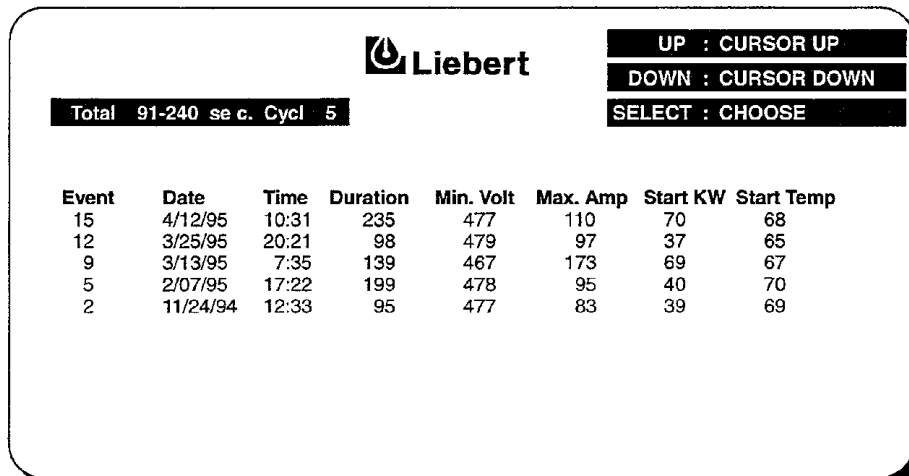 Liebert
UP : CURSOR UP
DOWN : CURSOR DOWN
SELECT : CHOOSE
Total 91-240 se c. Cycl 5
Event Date Time Duration Min. Volt Max. Amp Start KW Start Temp
15 4/12/95 10:31 235 477 110 70 68
12 3/25/95 20:21 98 479 97 37 65
9 3/13/95 7:35 139 467 173 69 67
5 2/07/95 17:22 199 478 95 40 70
2 11/24/94 12:33 95 477 83 39 69